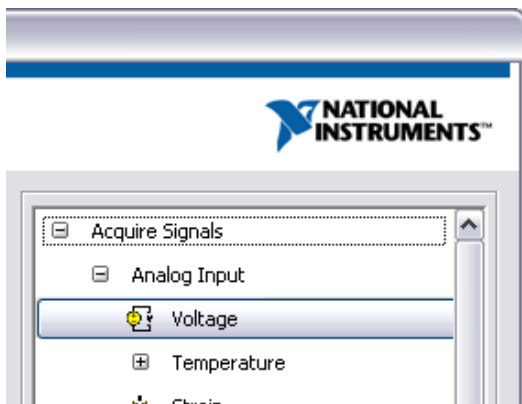 NATIONAL
INSTRUMENTS™
Acquire Signals
Analog Input
Voltage
Temperature